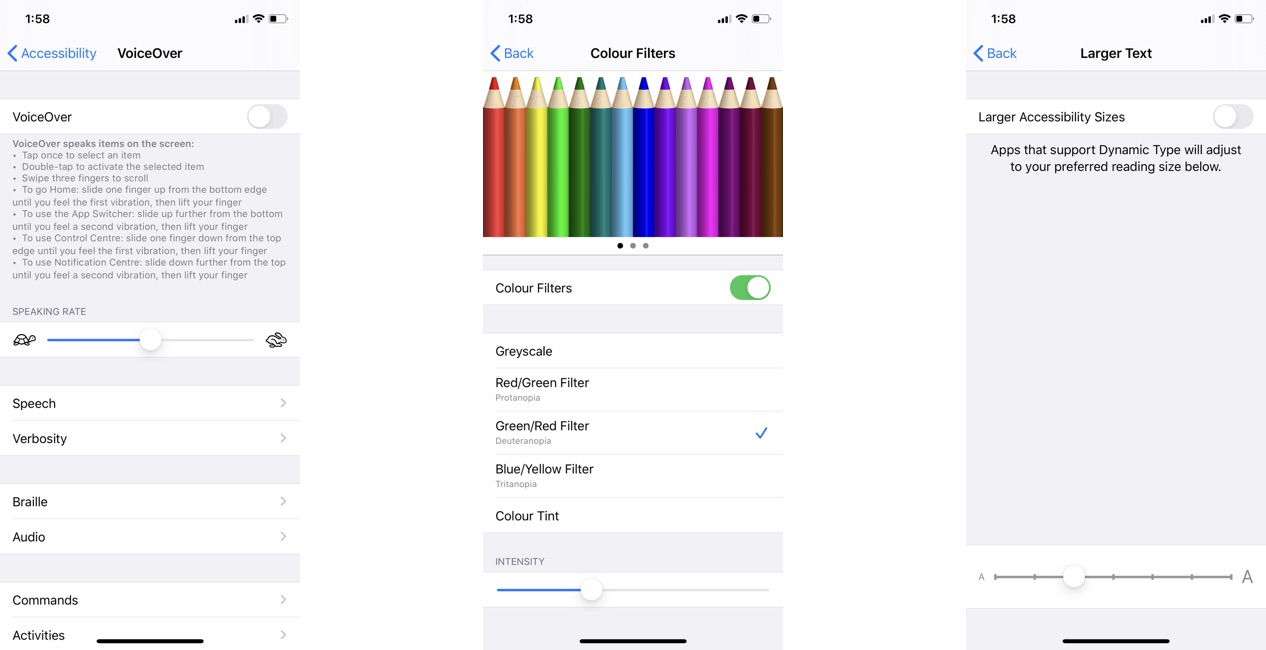 1:58
Accessibility VoiceOver
VoiceOver
VoiceOver speaks items on the screen:
• Tap once to select an item
• Double-tap to activate the selected item
• Swipe three fingers to scroll
• To go Home: slide one finger up from the bottom edge
until you feel the first vibration, then lift your finger
• To use the App Switcher: slide up further from the bottom
until you feel a second vibration, then lift your finger
• To use Control Centre: slide one finger down from the top
edge until you feel the first vibration, then lift your finger
• To use Notification Centre: slide down further from the top
until you feel a second vibration, then lift your finger
SPEAKING RATE
Speech
Verbosity
Braille
Audio
Commands
Activities
1:58
Back Colour Filters
Colour Filters
Greyscale
Red/Green Filter
Protanopia
Green/Red Filter
Deuteranopia
Blue/Yellow Filter
Tritanopia
Colour Tint
INTENSITY
1:58
Back Larger Text
Larger Accessibility Sizes
Apps that support Dynamic Type will adjust
to your preferred reading size below.
A A